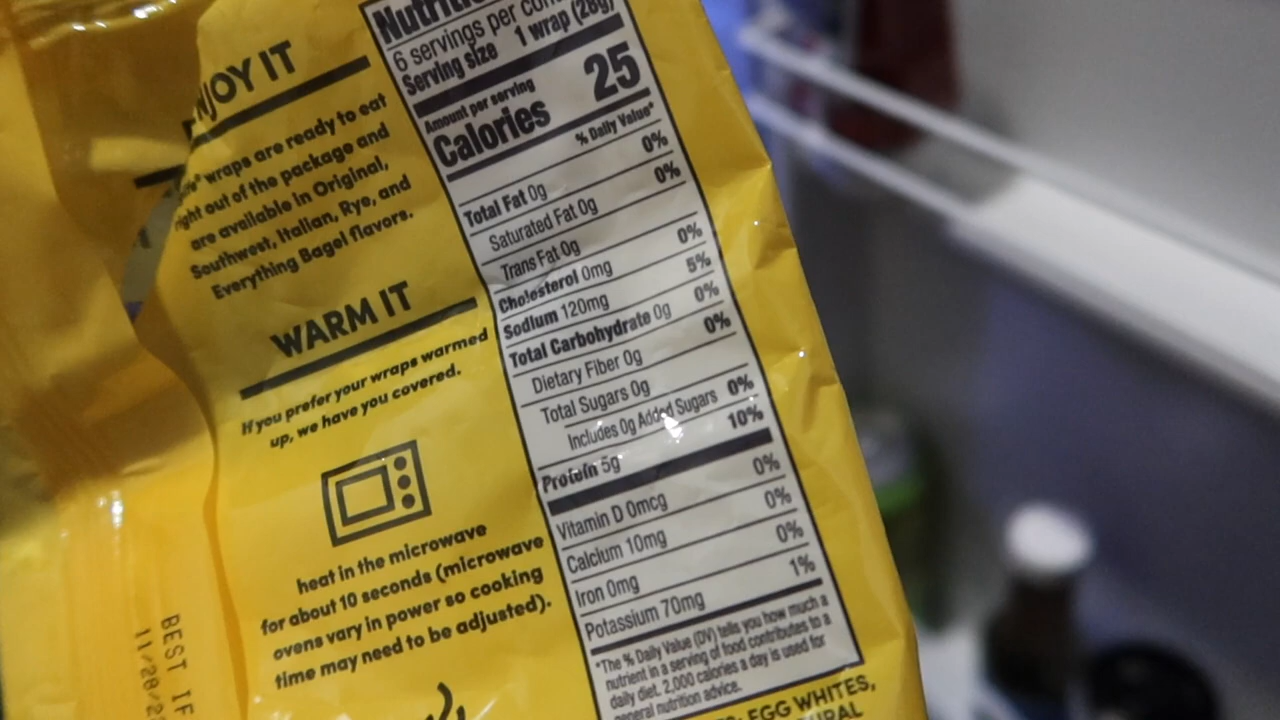 NJOY IT
wraps are ready to eat
right out of the package and
are available in Original,
Southwest, Italian, Rye, and
Everything Bagel flavors.
WARM IT
If you prefer your wraps warmed
up, we have you covered.
heat in the microwave
for about 10 seconds (microwave
ovens vary in power so cooking
time may need to be adjusted).
BEST IF
11/28/2
Nutrition
6 servings per con
Serving size 1 wrap (28g)
Amount per serving
Calories 25
% Daily Value*
Total Fat 0g 0%
Saturated Fat 0g 0%
Trans Fat 0g
Cholesterol 0mg 0%
Sodium 120mg 5%
Total Carbohydrate 0g 0%
Dietary Fiber 0g 0%
Total Sugars 0g
Includes 0g Added Sugars 0%
Protein 5g 10%
Vitamin D 0mcg 0%
Calcium 10mg 0%
Iron 0mg 0%
Potassium 70mg 1%
*The % Daily Value (DV) tells you how much a
nutrient in a serving of food contributes to a
daily diet. 2,000 calories a day is used for
general nutrition advice.
EGG WHITES,